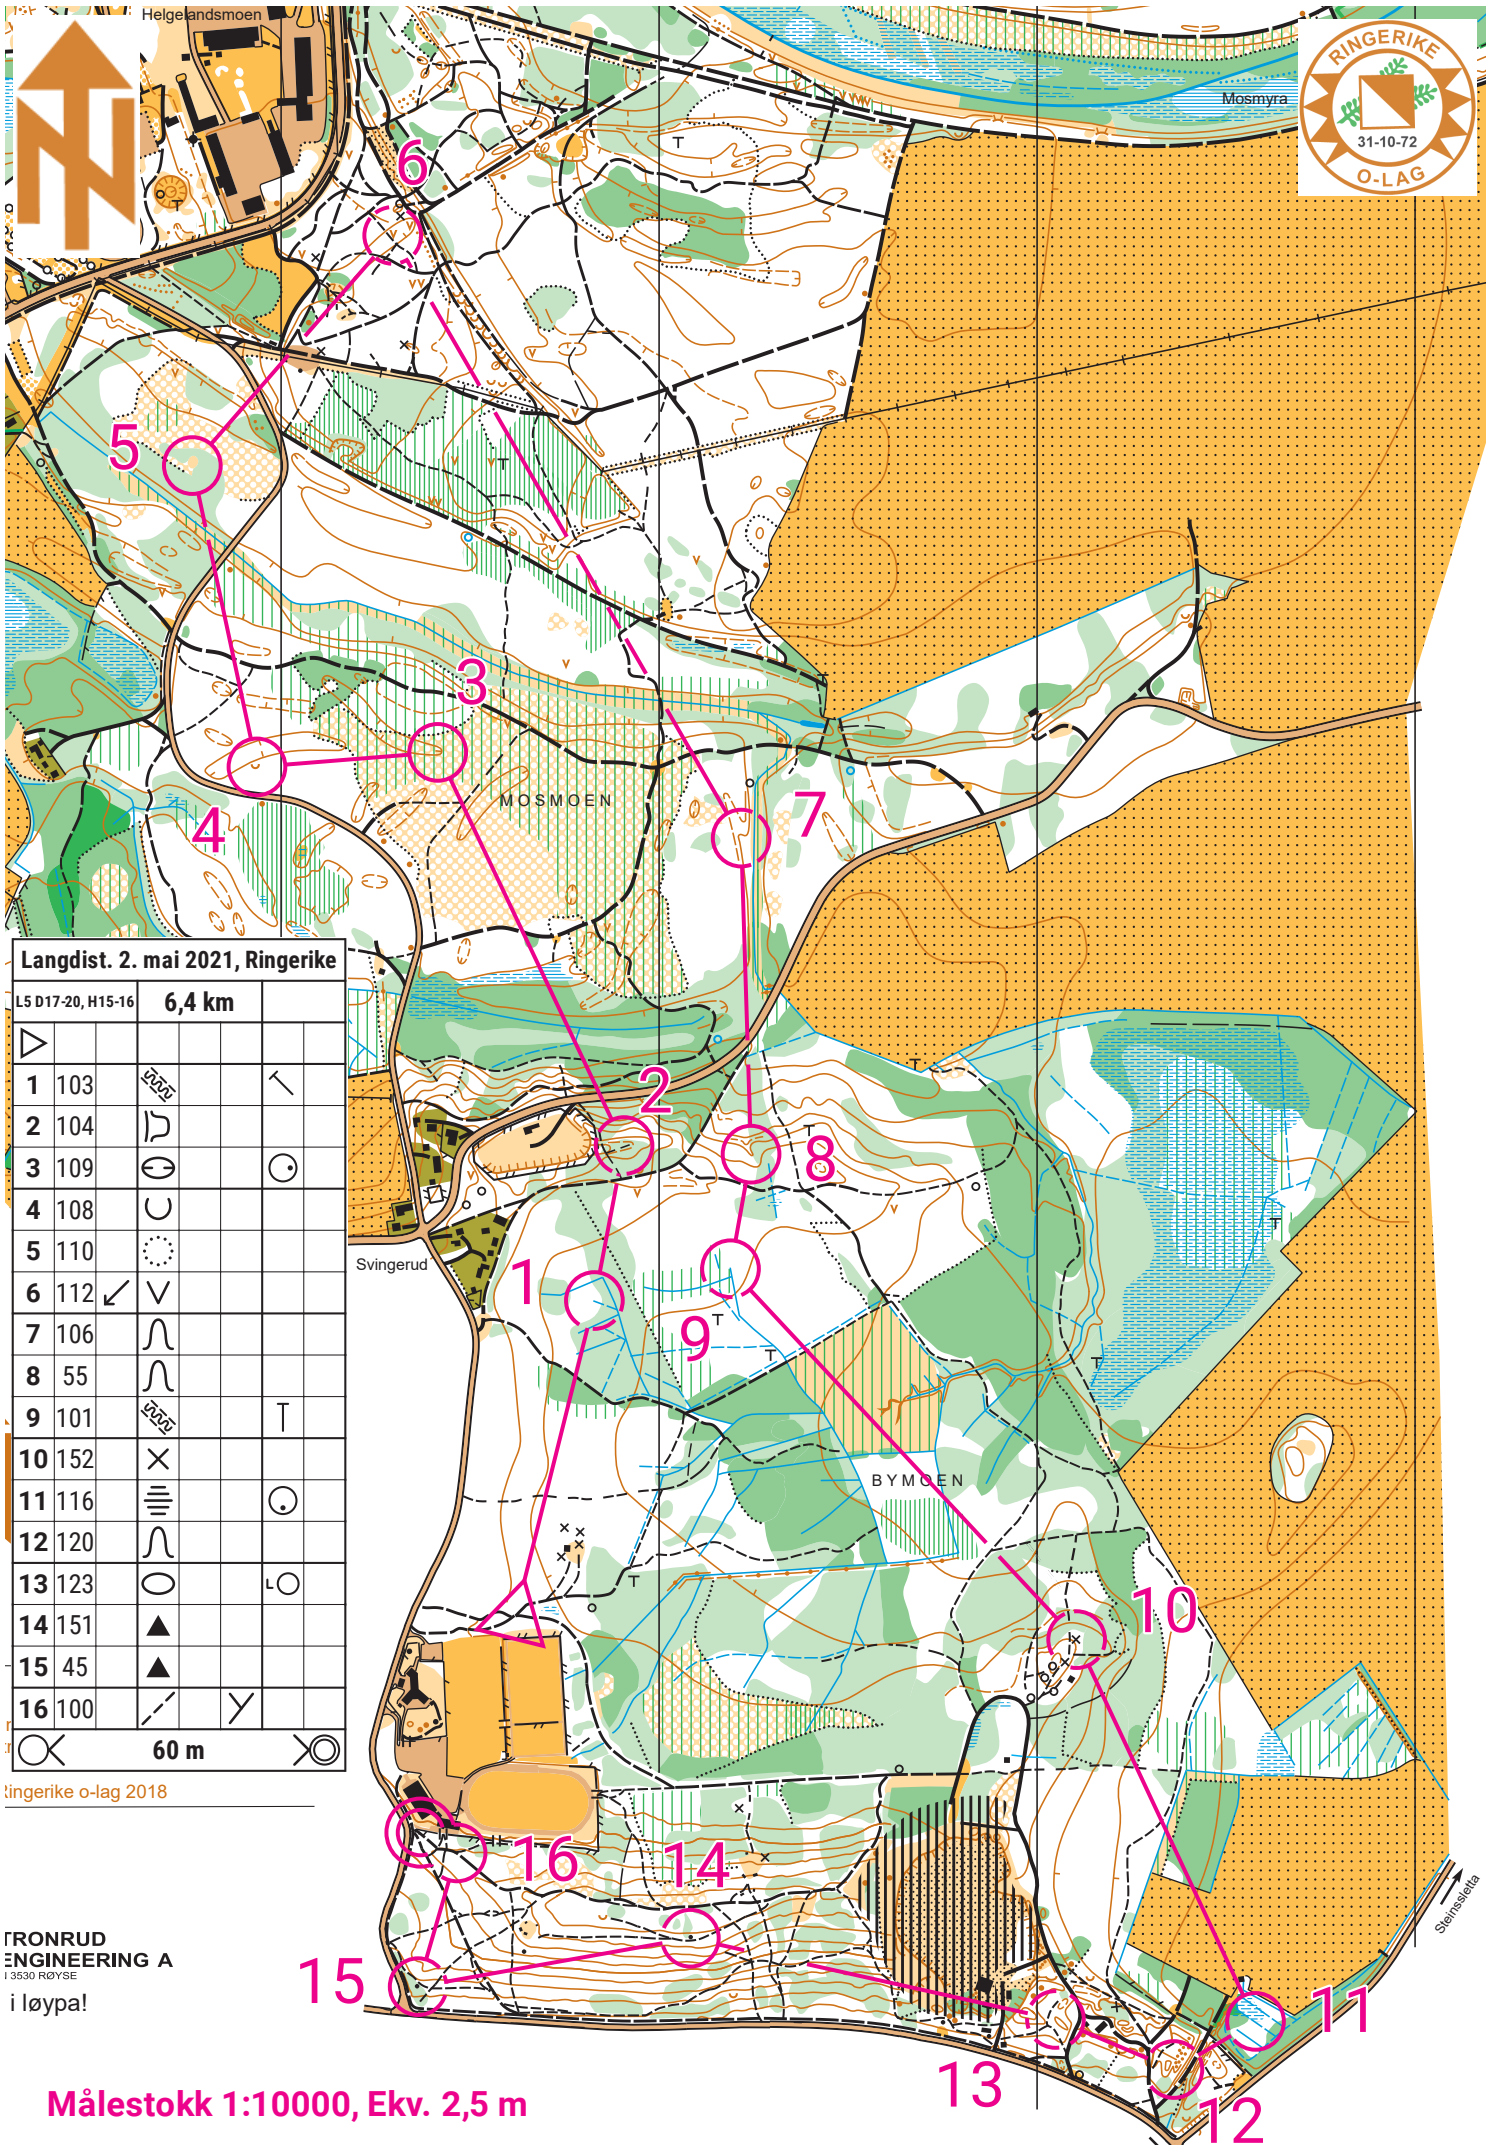 Helgelandsmoen
RINGERIKE
31-10-72
O-LAG
Mosmyra
6
5
3
MOSMOEN
4
7
Langdist. 2. mai 2021, Ringerike
L5 D17-20, H15-16 6,4 km
1 103
2 104
3 109
4 108
5 110
6 112
7 106
8 55
9 101
10 152
11 116
12 120
13 123
14 151
15 45
16 100
60 m
2
8
Svingerud
1
9
BYMOEN
10
ingerike o-lag 2018
16
14
Steinssletta
TRONRUD
ENGINEERING A
3530 RØYSE
i løypa!
15
11
13
12
Målestokk 1:10000, Ekv. 2,5 m